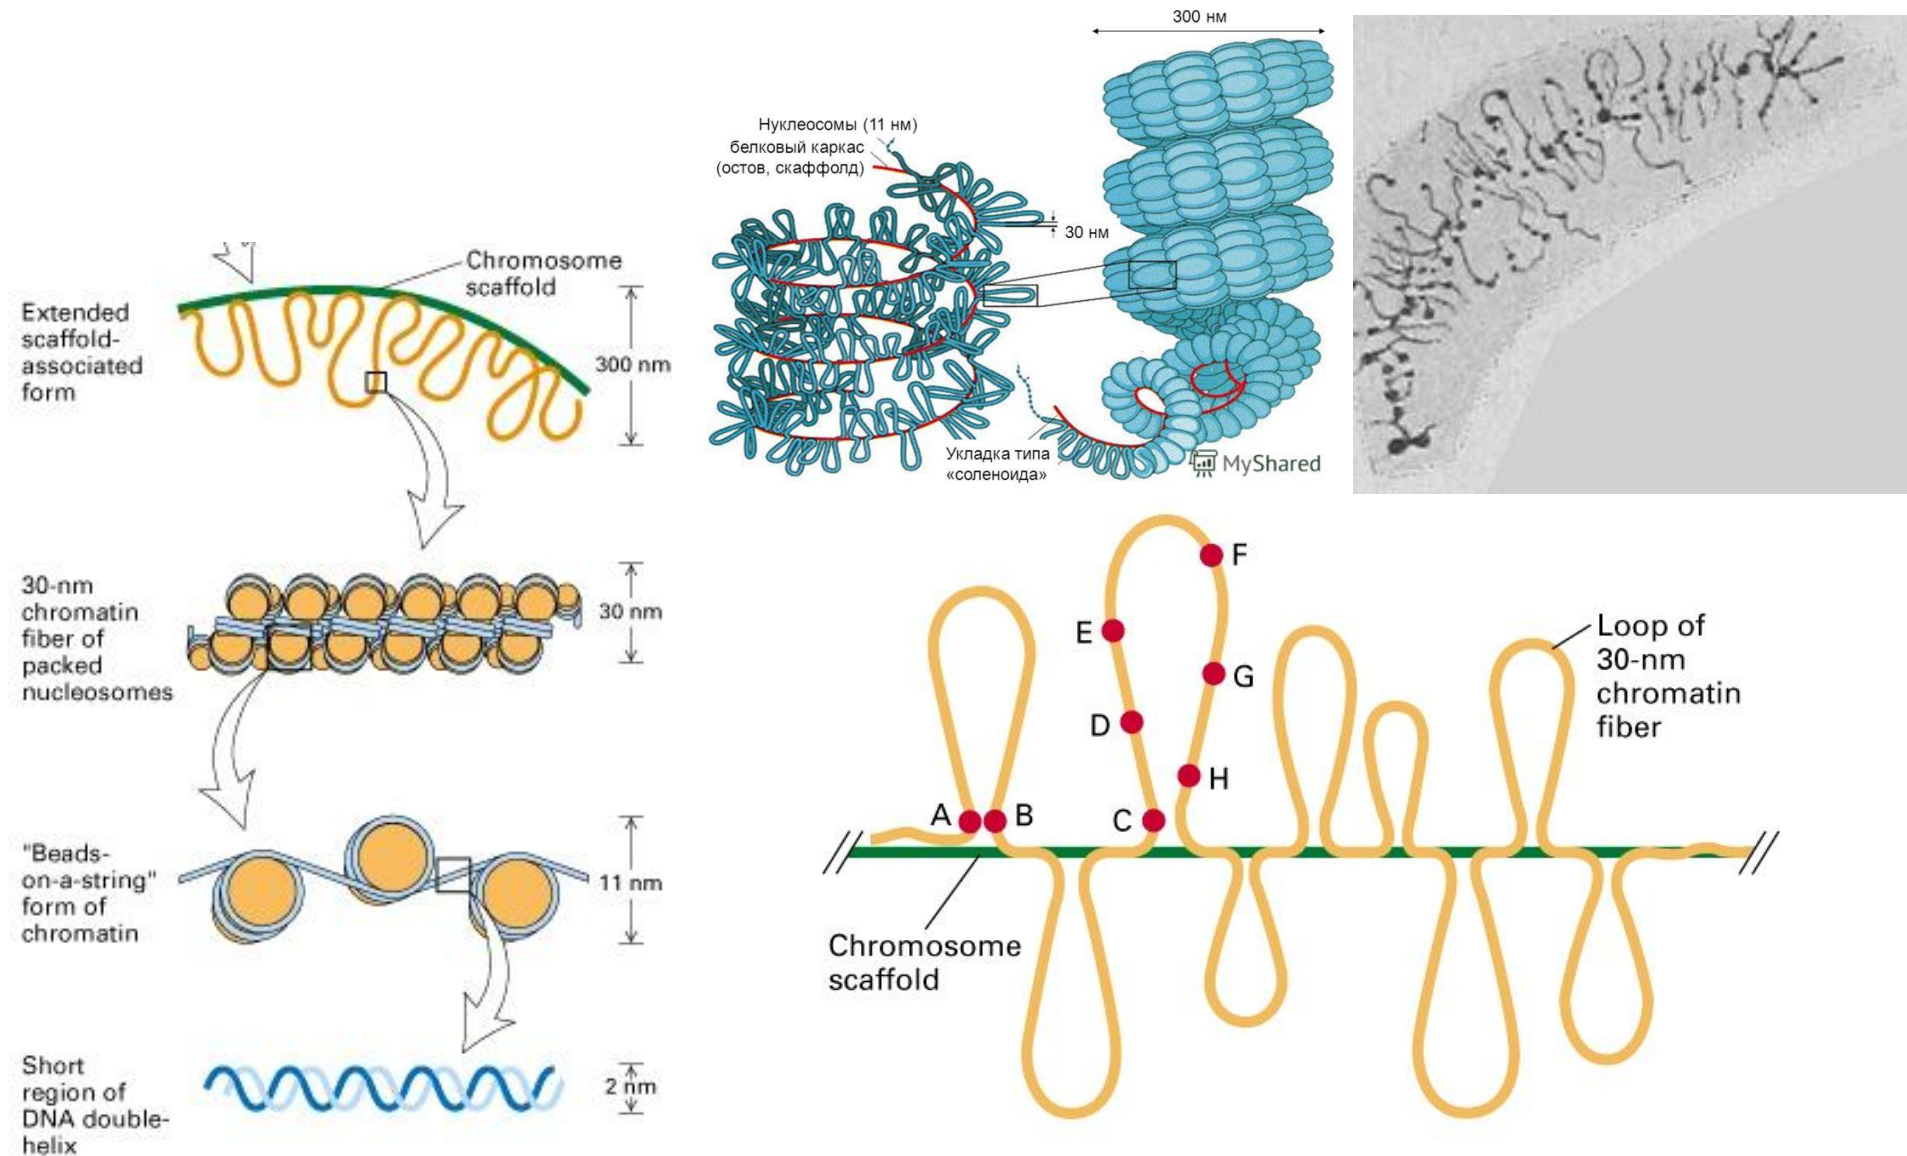 Chromosome
scaffold
Extended
scaffold-
associated
form
300 nm
30-nm
chromatin
fiber of
packed
nucleosomes
30 nm
"Beads-
on-a-string"
form of
chromatin
11 nm
Short
region of
DNA double-
helix
2 nm
300 нм
Нуклеосомы (11 нм)
белковый каркас
(остов, скаффолд)
30 нм
Укладка типа
«соленоида»
MyShared
F
E
G
D
H
A
B
C
Loop of
30-nm
chromatin
fiber
Chromosome
scaffold